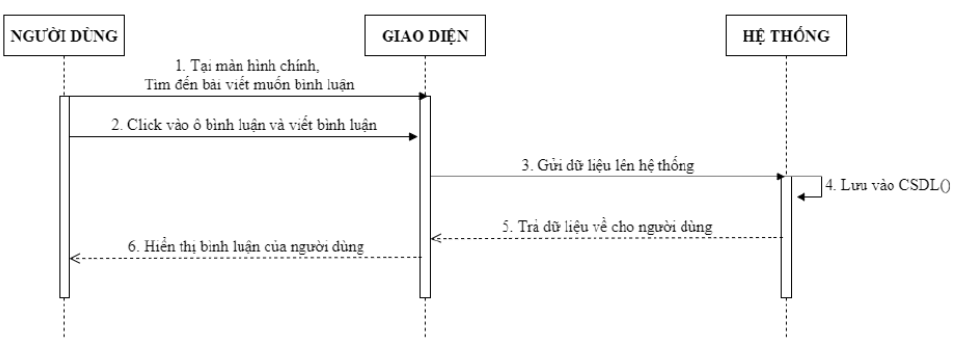 NGƯỜI DÙNG
GIAO DIỆN
HỆ THỐNG
1. Tại màn hình chính,
Tìm đến bài viết muốn bình luận
2. Click vào ô bình luận và viết bình luận
3. Gửi dữ liệu lên hệ thống
4. Lưu vào CSDL()
5. Trả dữ liệu về cho người dùng
6. Hiển thị bình luận của người dùng